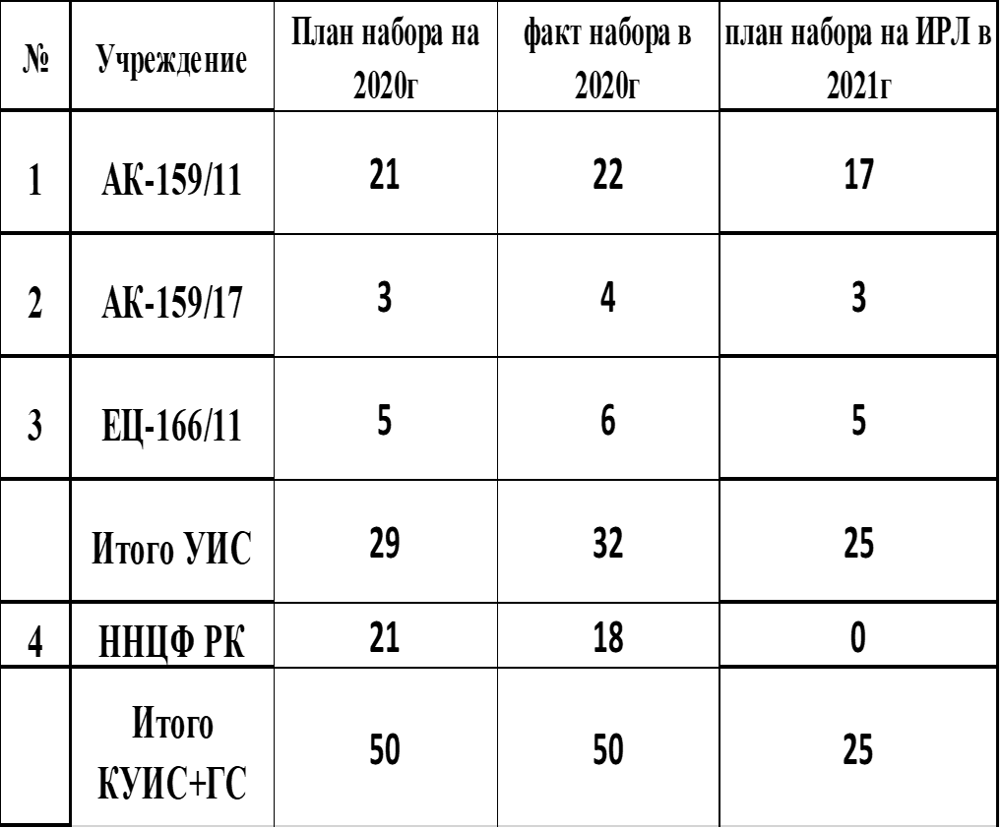 № Учреждение План набора на 2020г факт набора в 2020г план набора на ИРЛ в 2021г
1 АК-159/11 21 22 17
2 АК-159/17 3 4 3
3 ЕЦ-166/11 5 6 5
Итого УИС 29 32 25
4 ННЦФ РК 21 18 0
Итого КУИС+ГС 50 50 25